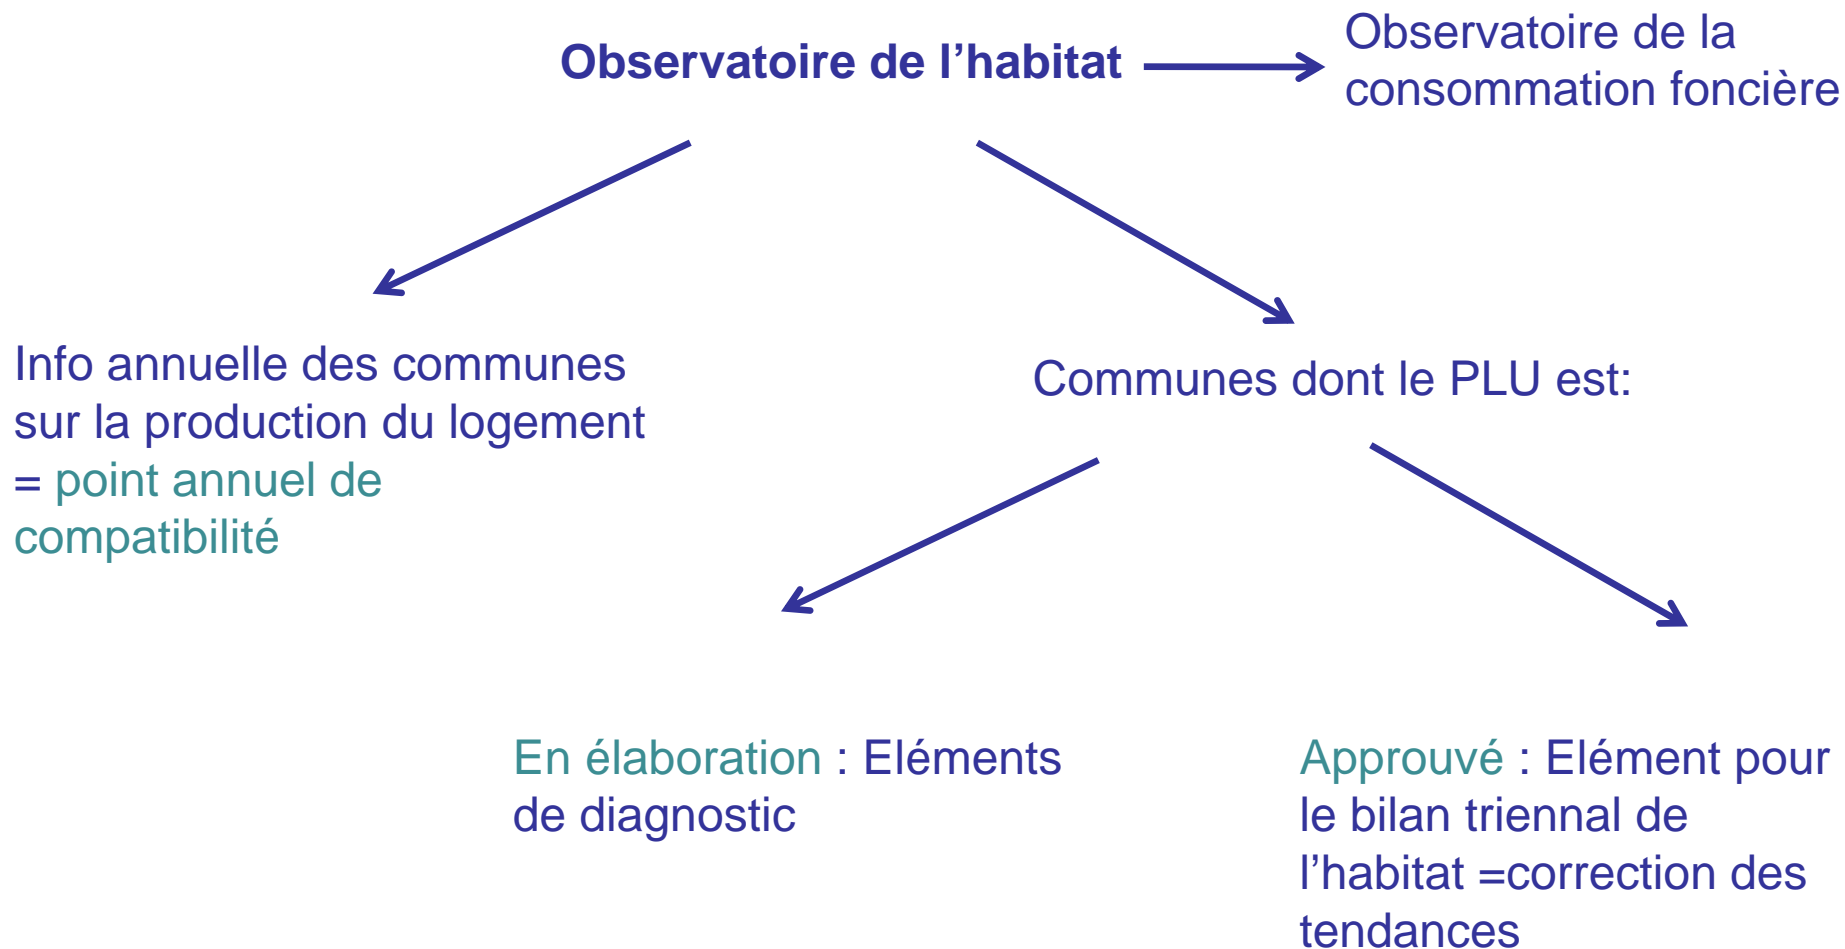 Observatoire de l’habitat
Observatoire de la
consommation foncière
Info annuelle des communes
sur la production du logement
= point annuel de
compatibilité
Communes dont le PLU est:
En élaboration : Eléments
de diagnostic
Approuvé : Elément pour
le bilan triennal de
l’habitat =correction des
tendances